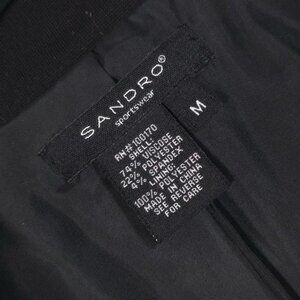 SANDRO®
sportswear
M
RN#100170
SHELL:
74% VISCOSE
22% POLYESTER
4% SPANDEX
LINING:
100% POLYESTER
MADE IN CHINA
SEE REVERSE
FOR CARE